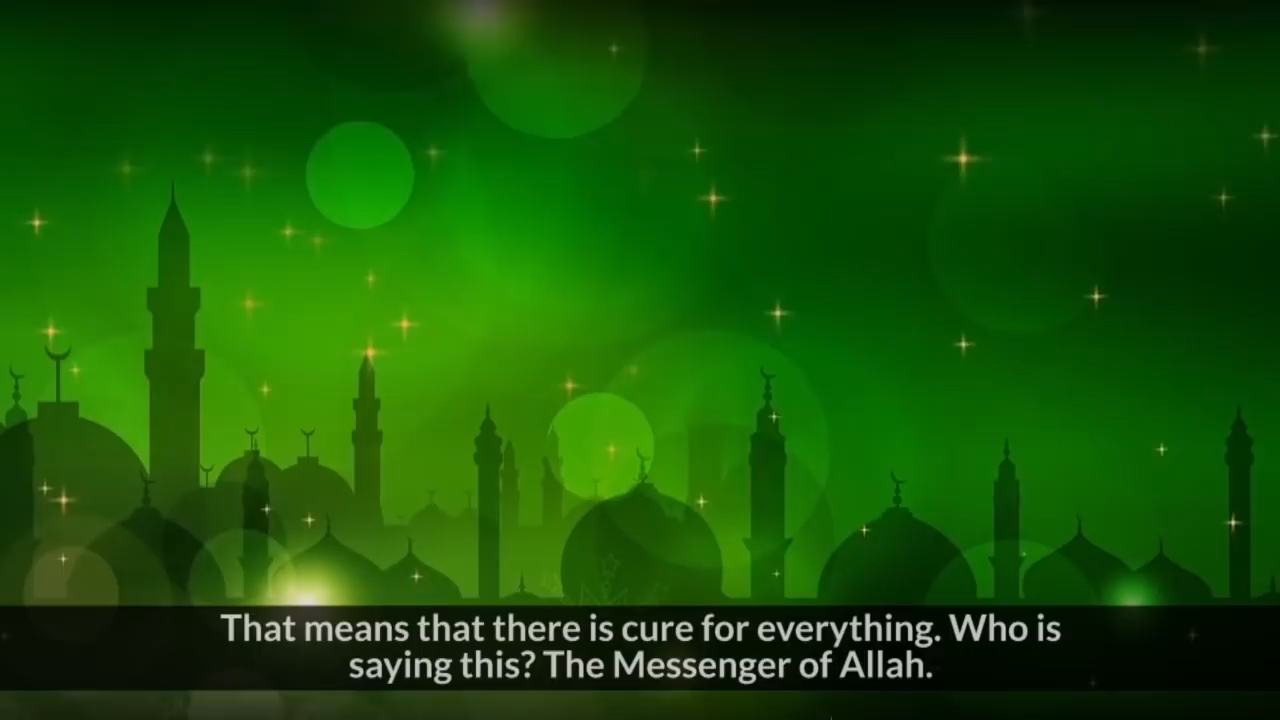 That means that there is cure for everything. Who is
saying this? The Messenger of Allah.